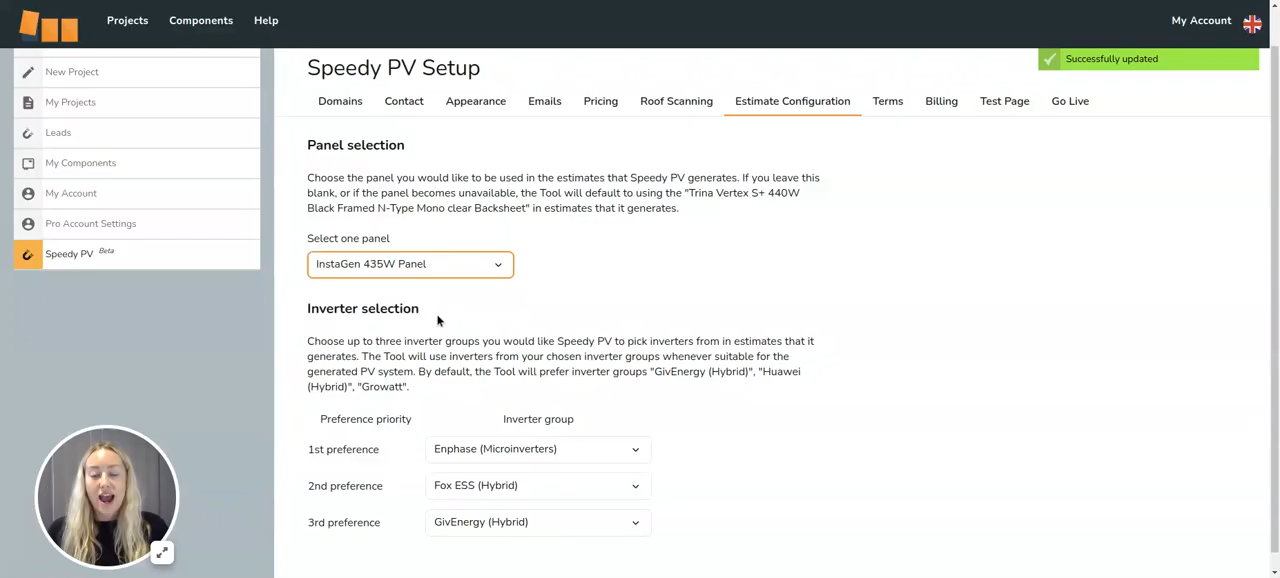 Projects Components Help My Account
New Project
My Projects
Leads
My Components
My Account
Pro Account Settings
Speedy PV Beta
Speedy PV Setup
Successfully updated
Domains Contact Appearance Emails Pricing Roof Scanning Estimate Configuration Terms Billing Test Page Go Live
Panel selection
Choose the panel you would like to be used in the estimates that Speedy PV generates. If you leave this
blank, or if the panel becomes unavailable, the Tool will default to using the "Trina Vertex S+ 440W
Black Framed N-Type Mono clear Backsheet" in estimates that it generates.
Select one panel
InstaGen 435W Panel
Inverter selection
Choose up to three inverter groups you would like Speedy PV to pick inverters from in estimates that it
generates. The Tool will use inverters from your chosen inverter groups whenever suitable for the
generated PV system. By default, the Tool will prefer inverter groups "GivEnergy (Hybrid)", "Huawei
(Hybrid)", "Growatt".
Preference priority Inverter group
1st preference Enphase (Microinverters)
2nd preference Fox ESS (Hybrid)
3rd preference GivEnergy (Hybrid)